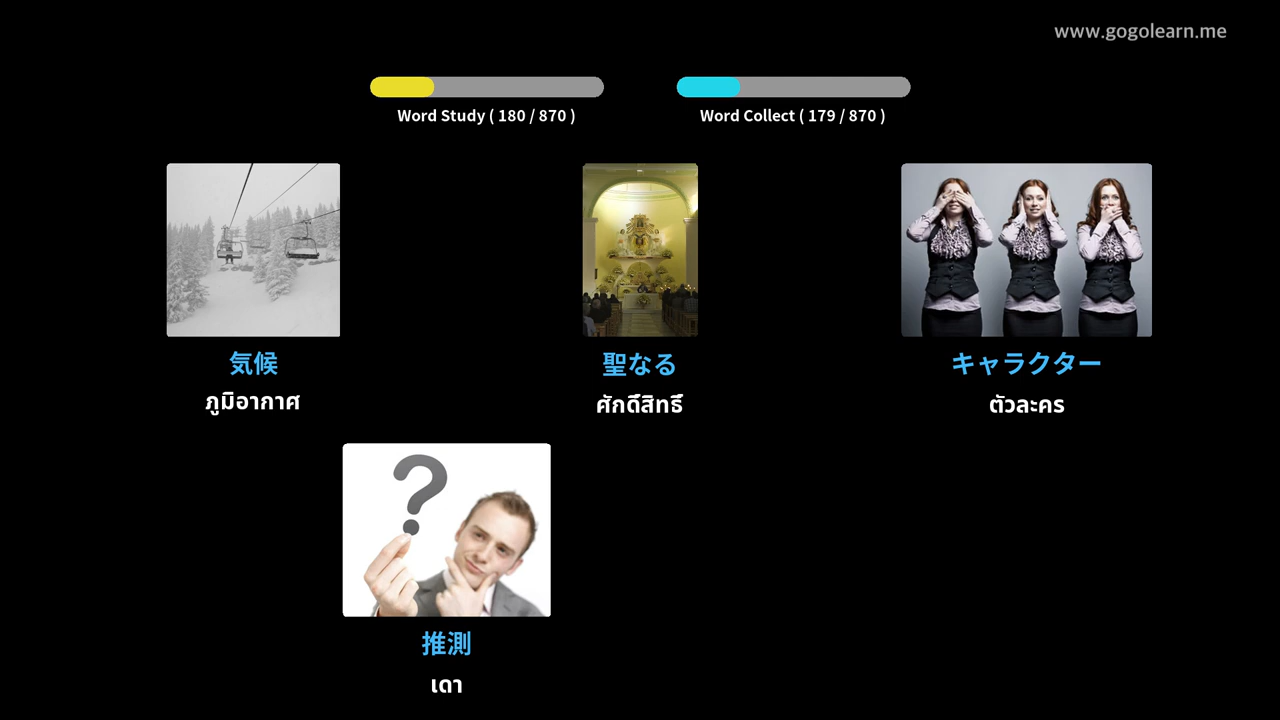 www.gogolearn.me
Word Study ( 180 / 870 )
Word Collect ( 179 / 870 )
気候
聖なる
キャラクター
ภูมิอากาศ
ศักดิ์สิทธิ์
ตัวละคร
推測
เดา